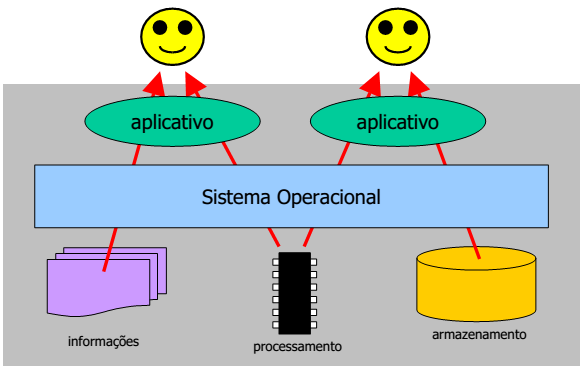 aplicativo
aplicativo
Sistema Operacional
informações
processamento
armazenamento